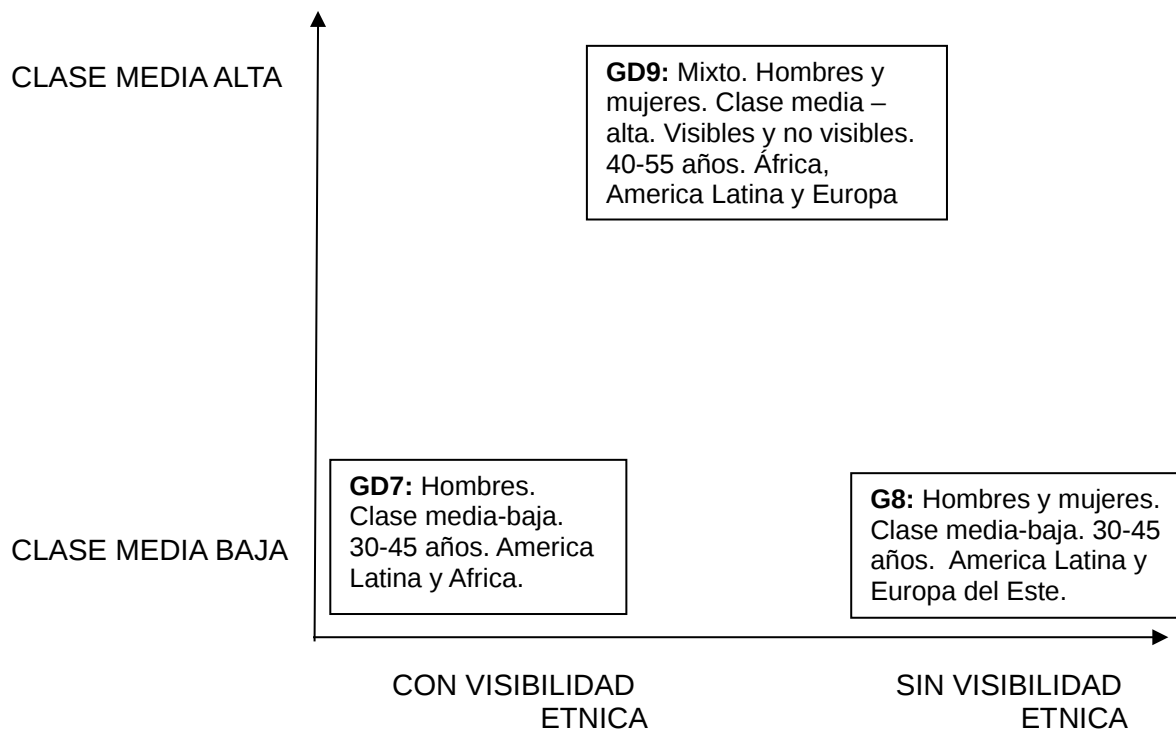 CLASE MEDIA ALTA
GD9: Mixto. Hombres y
mujeres. Clase media –
alta. Visibles y no visibles.
40-55 años. África,
America Latina y Europa
CLASE MEDIA BAJA
GD7: Hombres.
Clase media-baja.
30-45 años. America
Latina y Africa.
G8: Hombres y mujeres.
Clase media-baja. 30-45
años.  America Latina y
Europa del Este.
CON VISIBILIDAD
ETNICA
SIN VISIBILIDAD
ETNICA